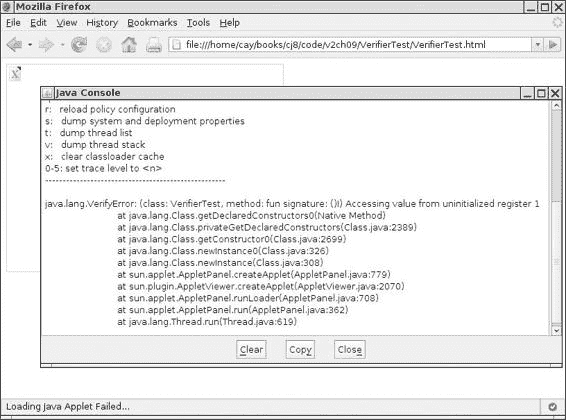 Mozilla Firefox
File Edit View History Bookmarks Tools Help
file:///home/cay/books/cj8/code/v2ch09/VerifierTest/VerifierTest.html
Java Console
r: reload policy configuration
s: dump system and deployment properties
t: dump thread list
v: dump thread stack
x: clear classloader cache
0-5: set trace level to <n>
----------------------------------------------------
java.lang.VerifyError: (class: VerifierTest, method: fun signature: ()I) Accessing value from uninitialized register 1
at java.lang.Class.getDeclaredConstructors0(Native Method)
at java.lang.Class.privateGetDeclaredConstructors(Class.java:2389)
at java.lang.Class.getConstructor0(Class.java:2699)
at java.lang.Class.newInstance0(Class.java:326)
at java.lang.Class.newInstance(Class.java:308)
at sun.applet.AppletPanel.createApplet(AppletPanel.java:779)
at sun.plugin.AppletViewer.createApplet(AppletViewer.java:2070)
at sun.applet.AppletPanel.runLoader(AppletPanel.java:708)
at sun.applet.AppletPanel.run(AppletPanel.java:362)
at java.lang.Thread.run(Thread.java:619)
Clear Copy Close
Loading Java Applet Failed...